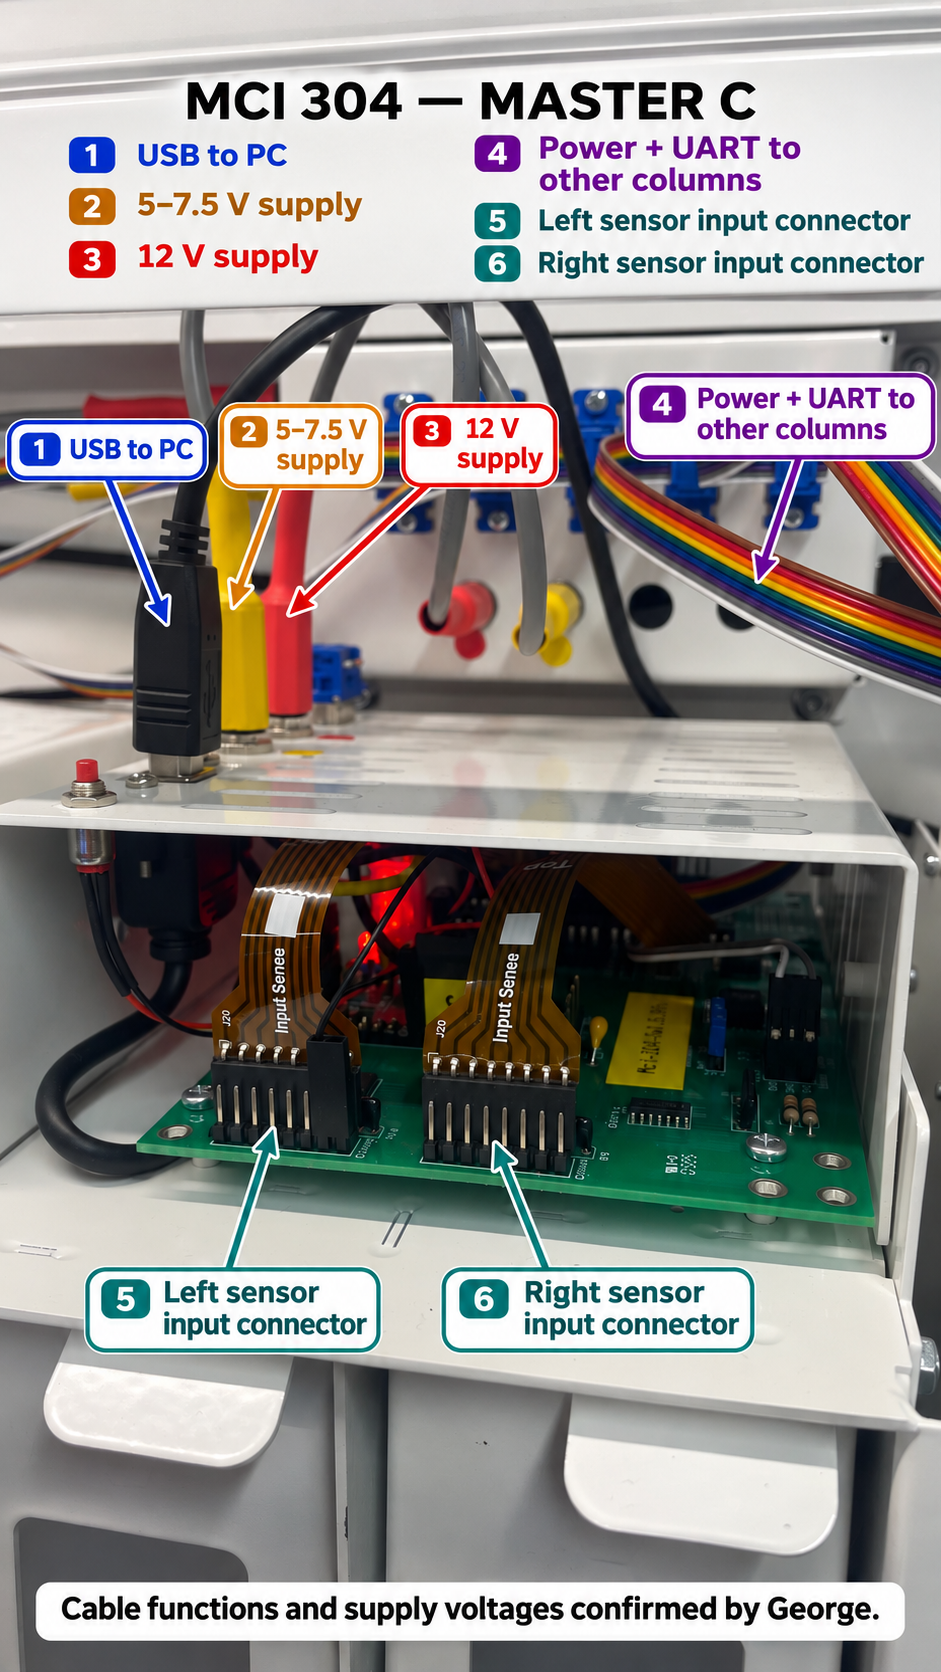 MCI 304 — MASTER C
1 USB to PC
2 5–7.5 V supply
3 12 V supply
4 Power + UART to
other columns
5 Left sensor input connector
6 Right sensor input connector
1 USB to PC
2 5–7.5 V
supply
3 12 V
supply
4 Power + UART to
other columns
TOP
Input Senee
J20
Input Senee
J20
5 Left sensor
input connector
6 Right sensor
input connector
Cable functions and supply voltages confirmed by George.